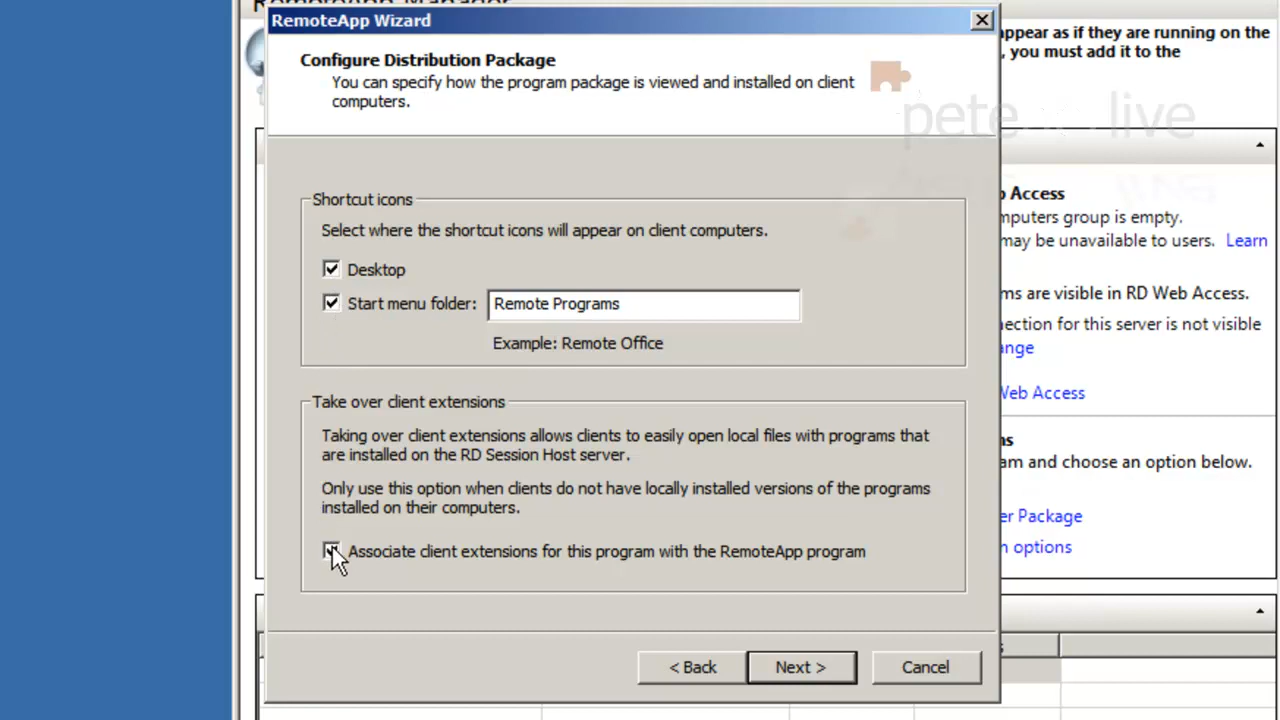 RemoteApp Manager
RemoteApp Wizard
Configure Distribution Package
You can specify how the program package is viewed and installed on client
computers.
Shortcut icons
Select where the shortcut icons will appear on client computers.
Desktop
Start menu folder: Remote Programs
Example: Remote Office
Take over client extensions
Taking over client extensions allows clients to easily open local files with programs that
are installed on the RD Session Host server.
Only use this option when clients do not have locally installed versions of the programs
installed on their computers.
Associate client extensions for this program with the RemoteApp program
< Back
Next >
Cancel
appear as if they are running on the
, you must add it to the
pete live
b Access
mputers group is empty.
may be unavailable to users. Learn
ms are visible in RD Web Access.
nection for this server is not visible
ange
Web Access
ns
am and choose an option below.
er Package
n options
s